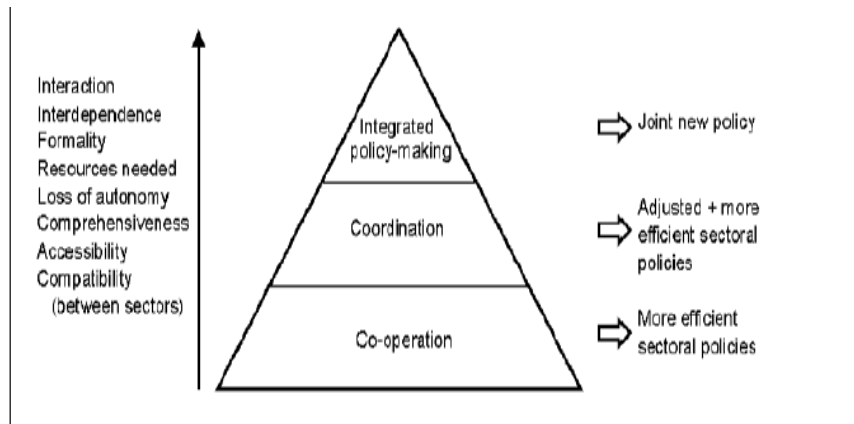 Interaction
Interdependence
Formality
Resources needed
Loss of autonomy
Comprehensiveness
Accessibility
Compatibility
(between sectors)
Integrated
policy-making
Coordination
Co-operation
Joint new policy
Adjusted + more
efficient sectoral
policies
More efficient
sectoral policies